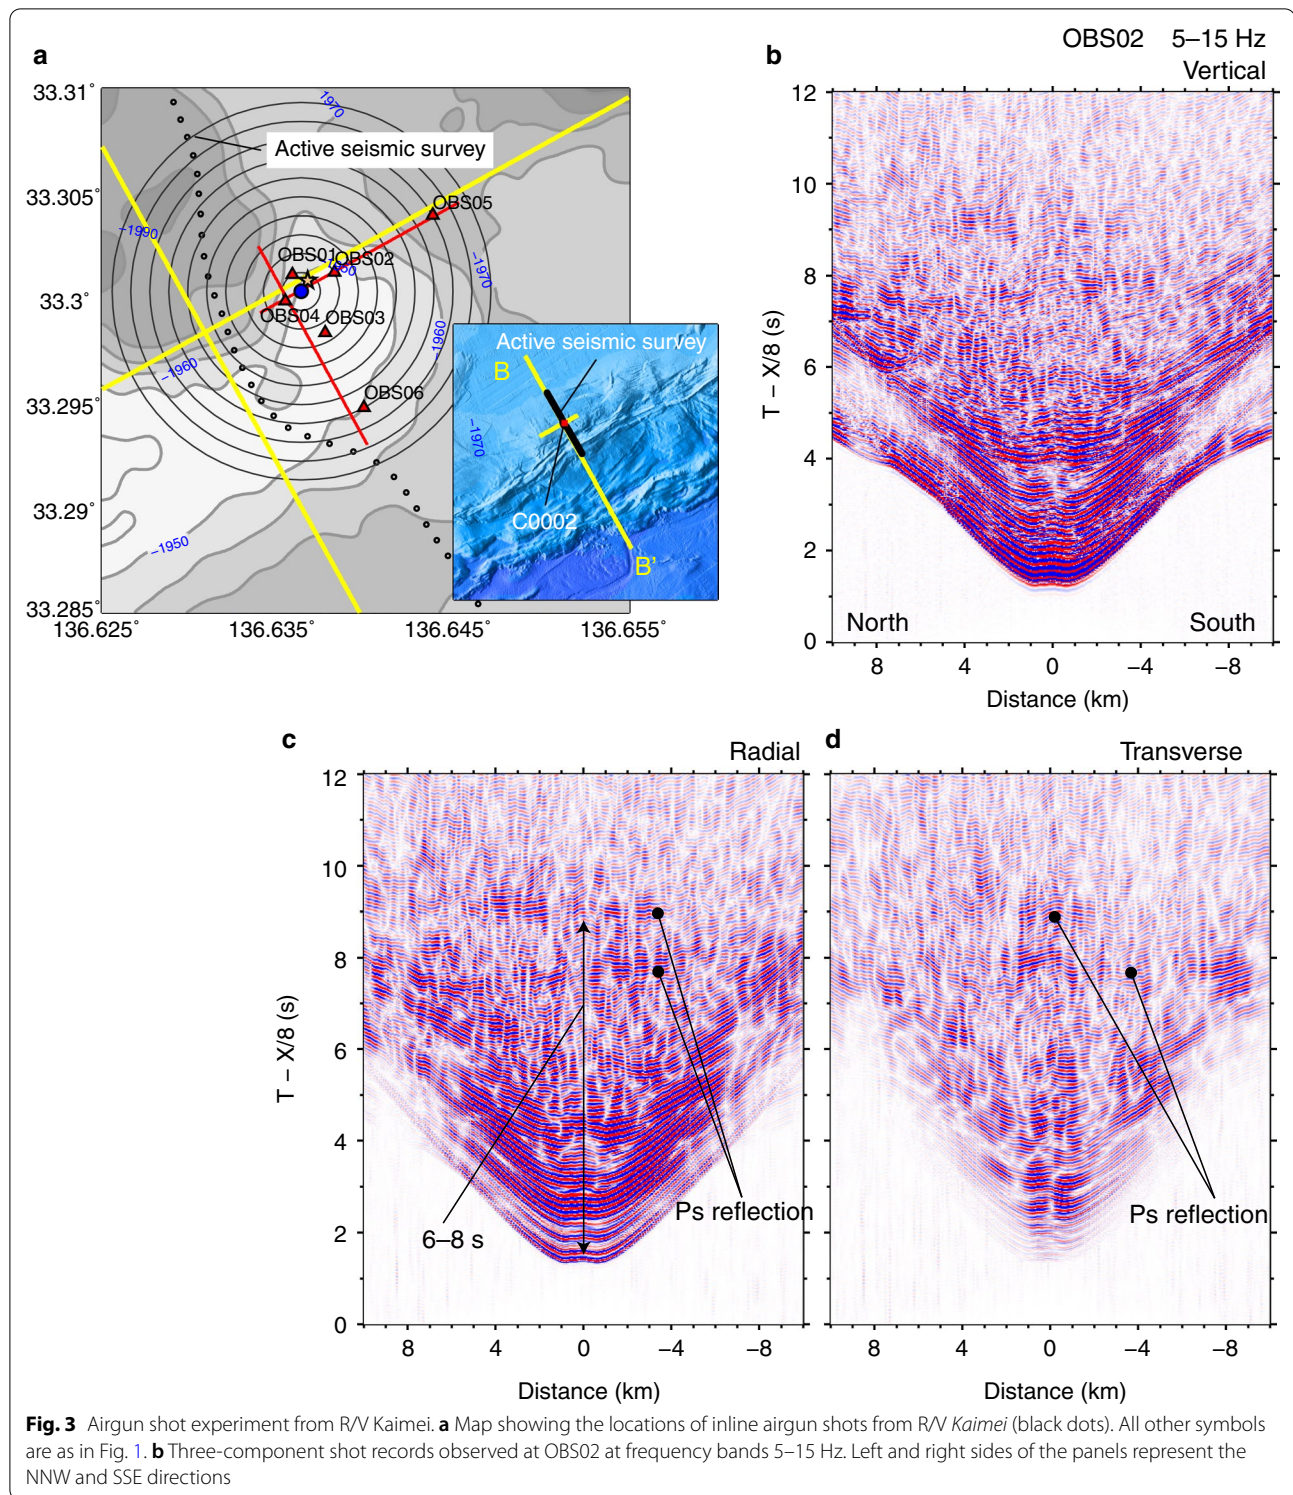 a
33.31°
33.305°
33.3°
33.295°
33.29°
33.285°
136.625°
136.635°
136.645°
136.655°
1970
Active seismic survey
OBS05
−1990
OBS01
OBS02
−1970
OBS04
OBS03
−1960
−1960
OBS06
−1970
−1950
Active seismic survey
B
C0002
B'
OBS02 5–15 Hz
b
Vertical
12
10
8
6
4
2
0
T − X/8 (s)
North
South
8
4
0
−4
−8
Distance (km)
c
Radial
12
10
8
6
4
2
0
T − X/8 (s)
6–8 s
Ps reflection
8
4
0
−4
−8
Distance (km)
d
Transverse
Ps reflection
8
4
0
−4
−8
Distance (km)
Fig. 3 Airgun shot experiment from R/V Kaimei. a Map showing the locations of inline airgun shots from R/V Kaimei (black dots). All other symbols
are as in Fig. 1. b Three-component shot records observed at OBS02 at frequency bands 5–15 Hz. Left and right sides of the panels represent the
NNW and SSE directions